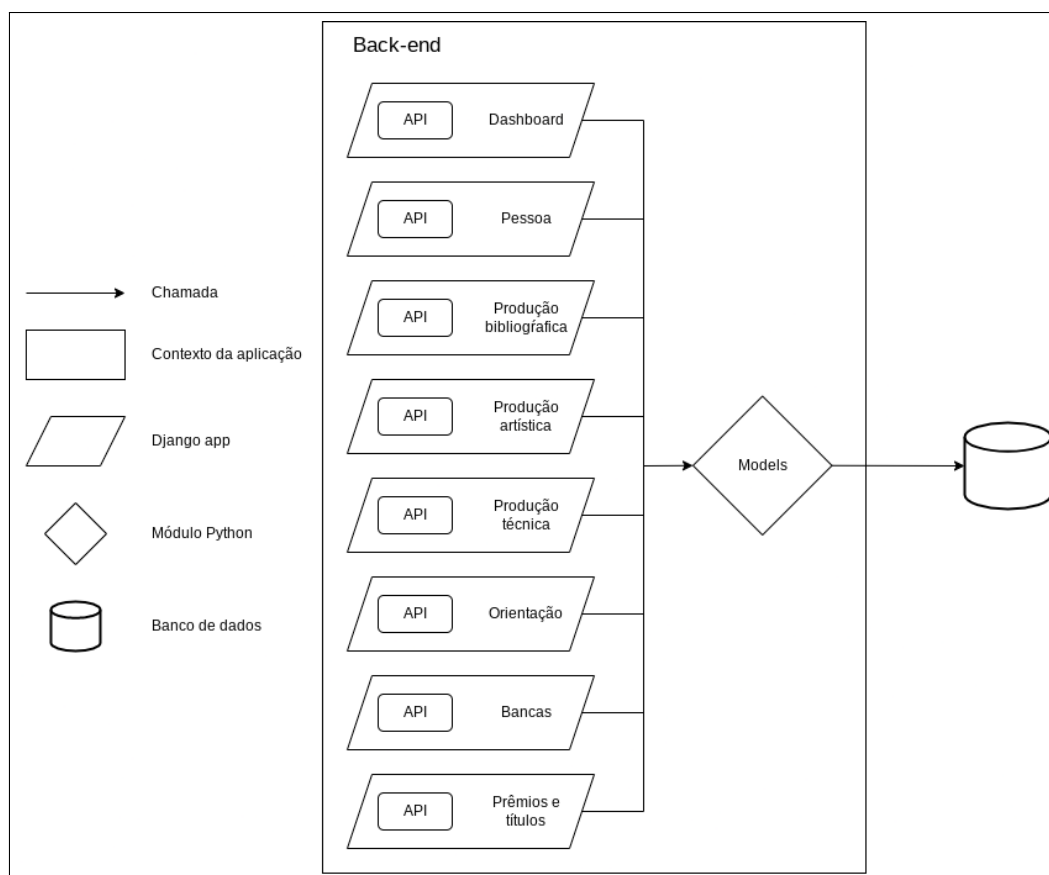 Back-end
API
Dashboard
API
Pessoa
API
Produção
bibliogŕafica
API
Produção
artística
API
Produção
técnica
API
Orientação
API
Bancas
API
Prêmios e
títulos
Models
Chamada
Contexto da aplicação
Django app
Módulo Python
Banco de dados